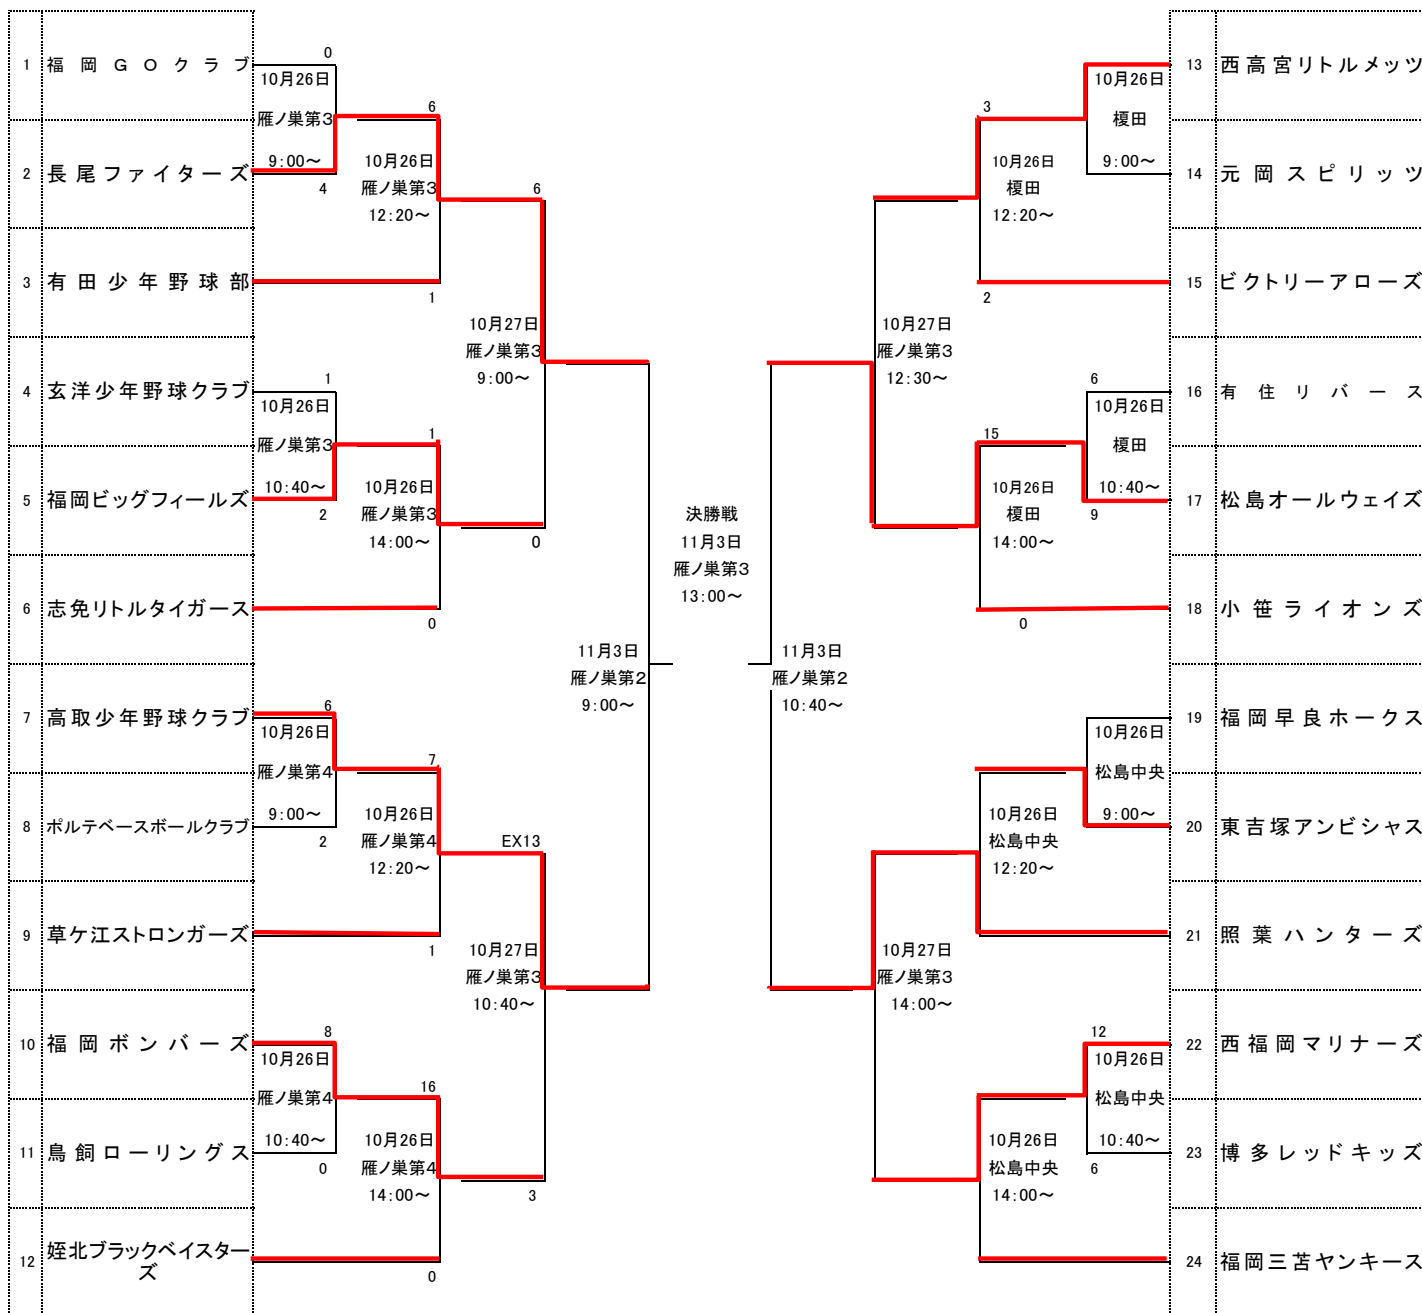 1 福岡GOクラブ
0
10月26日
雁ノ巣第3
9:00～
2 長尾ファイターズ
4
6
10月26日
雁ノ巣第3
12:20～
3 有田少年野球部
1
6
10月27日
雁ノ巣第3
9:00～
4 玄洋少年野球クラブ
1
10月26日
雁ノ巣第3
10:40～
5 福岡ビッグフィールズ
2
1
10月26日
雁ノ巣第3
14:00～
0
6 志免リトルタイガース
0
11月3日
雁ノ巣第2
9:00～
7 高取少年野球クラブ
6
10月26日
雁ノ巣第4
9:00～
8 ポルテベースボールクラブ
2
7
10月26日
雁ノ巣第4
12:20～
EX13
9 草ケ江ストロンガーズ
1
10月27日
雁ノ巣第3
10:40～
10 福岡ボンバーズ
8
10月26日
雁ノ巣第4
10:40～
11 鳥飼ローリングス
0
16
10月26日
雁ノ巣第4
14:00～
3
12 姪北ブラックベイスターズ
0
決勝戦
11月3日
雁ノ巣第3
13:00～
13 西高宮リトルメッツ
10月26日
榎田
9:00～
14 元岡スピリッツ
3
10月26日
榎田
12:20～
15 ビクトリーアローズ
2
10月27日
雁ノ巣第3
12:30～
16 有住リバース
6
10月26日
榎田
10:40～
17 松島オールウェイズ
9
15
10月26日
榎田
14:00～
18 小笹ライオンズ
0
11月3日
雁ノ巣第2
10:40～
19 福岡早良ホークス
10月26日
松島中央
9:00～
20 東吉塚アンビシャス
10月26日
松島中央
12:20～
21 照葉ハンターズ
10月27日
雁ノ巣第3
14:00～
22 西福岡マリナーズ
12
10月26日
松島中央
10:40～
23 博多レッドキッズ
6
10月26日
松島中央
14:00～
24 福岡三苫ヤンキース